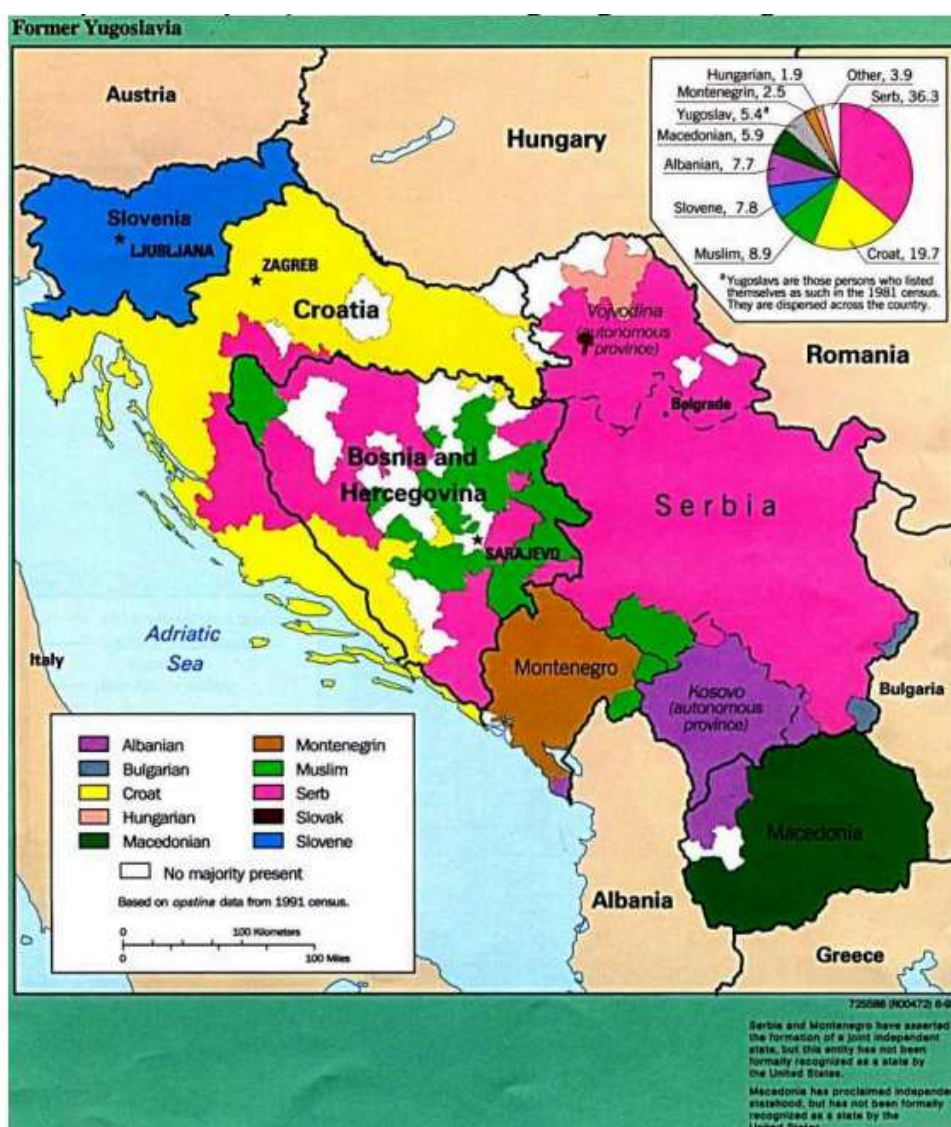 Former Yugoslavia
Austria
Hungary
Hungarian, 1.9
Other, 3.9
Montenegrin, 2.5
Serb, 36.3
Yugoslav, 5.4ª
Macedonian, 5.9
Albanian, 7.7
Slovene, 7.8
Muslim, 8.9
Croat, 19.7
ªYugoslavs are those persons who listed
themselves as such in the 1981 census.
They are dispersed across the country.
Slovenia
LJUBLJANA
ZAGREB
Croatia
Vojvodina
(autonomous
province)
Romania
Belgrade
Bosnia and
Hercegovina
Serbia
SARAJEVO
Adriatic
Sea
Italy
Montenegro
Kosovo
(autonomous
province)
Bulgaria
Macedonia
Albania
Greece
Albanian
Bulgarian
Croat
Hungarian
Macedonian
Montenegrin
Muslim
Serb
Slovak
Slovene
No majority present
Based on opstina data from 1991 census.
0 100 Kilometers
0 100 Miles
725586 (R00472)
Serbia and Montenegro have asserted
the formation of a joint independent
state, but this entity has not been
formally recognized as a state by
the United States.
Macedonia has proclaimed
statehood, but has not been formally
recognized as a state by the
United States